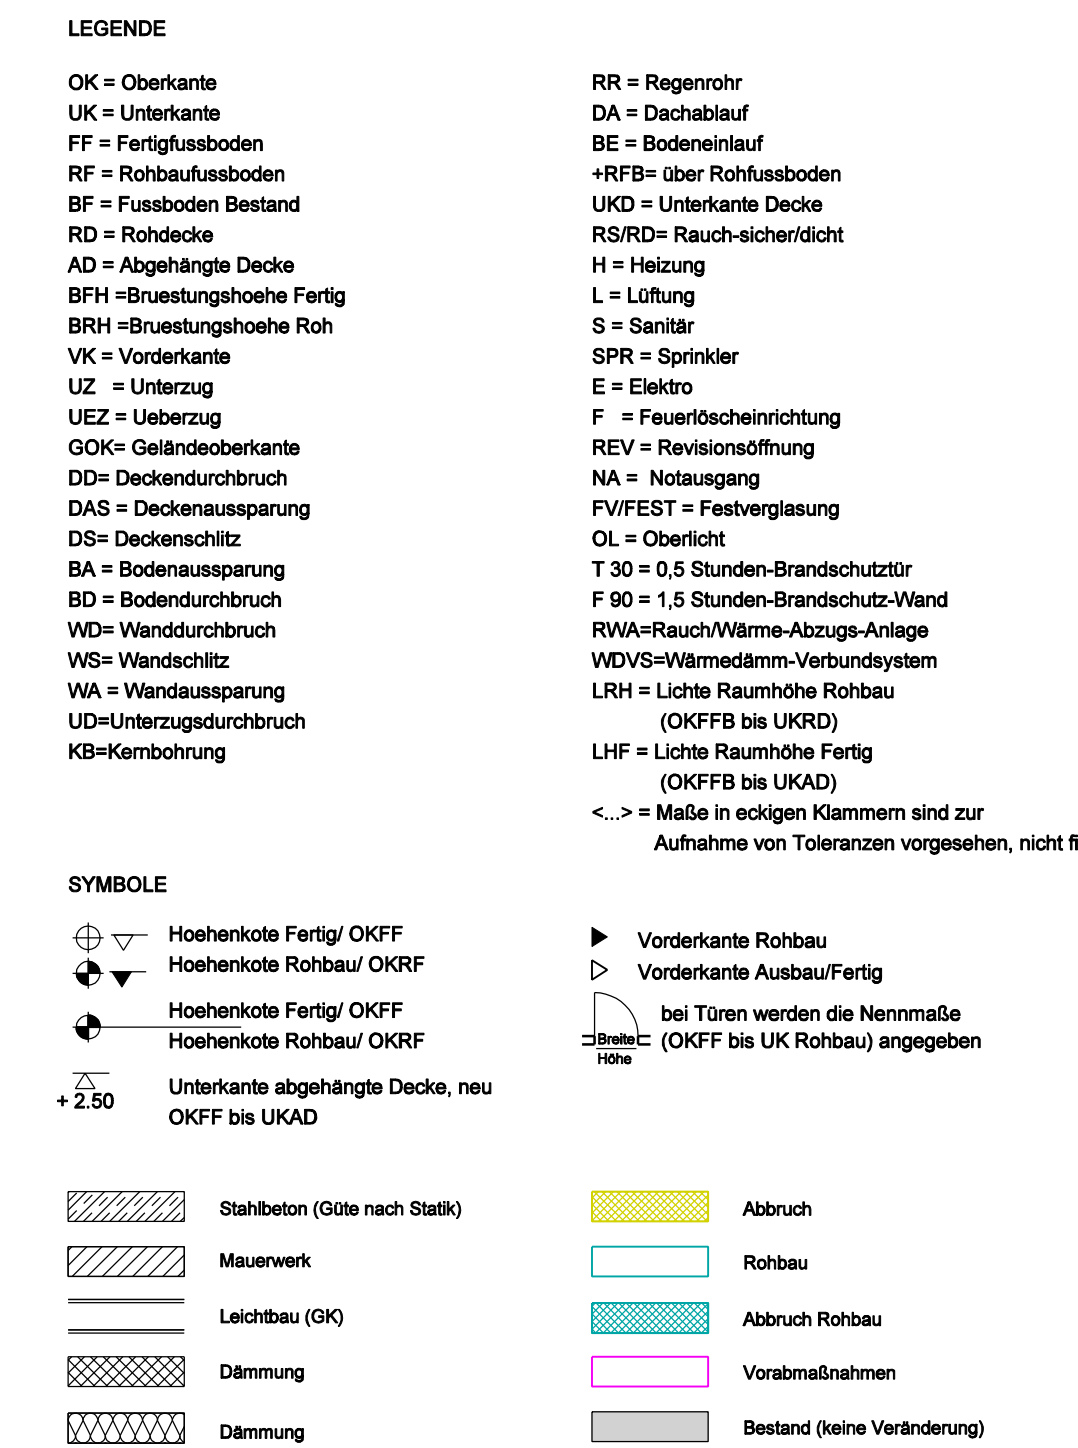 LEGENDE
OK = Oberkante
UK = Unterkante
FF = Fertigfussboden
RF = Rohbaufussboden
BF = Fussboden Bestand
RD = Rohdecke
AD = Abgehängte Decke
BFH =Bruestungshoehe Fertig
BRH =Bruestungshoehe Roh
VK = Vorderkante
UZ = Unterzug
UEZ = Ueberzug
GOK= Geländeoberkante
DD= Deckendurchbruch
DAS = Deckenaussparung
DS= Deckenschlitz
BA = Bodenaussparung
BD = Bodendurchbruch
WD= Wanddurchbruch
WS= Wandschlitz
WA = Wandaussparung
UD=Unterzugsdurchbruch
KB=Kernbohrung
RR = Regenrohr
DA = Dachablauf
BE = Bodeneinlauf
+RFB= über Rohfussboden
UKD = Unterkante Decke
RS/RD= Rauch-sicher/dicht
H = Heizung
L = Lüftung
S = Sanitär
SPR = Sprinkler
E = Elektro
F = Feuerlöscheinrichtung
REV = Revisionsöffnung
NA = Notausgang
FV/FEST = Festverglasung
OL = Oberlicht
T 30 = 0,5 Stunden-Brandschutztür
F 90 = 1,5 Stunden-Brandschutz-Wand
RWA=Rauch/Wärme-Abzugs-Anlage
WDVS=Wärmedämm-Verbundsystem
LRH = Lichte Raumhöhe Rohbau
(OKFFB bis UKRD)
LHF = Lichte Raumhöhe Fertig
(OKFFB bis UKAD)
<...> = Maße in eckigen Klammern sind zur
Aufnahme von Toleranzen vorgesehen, nicht fi
SYMBOLE
Hoehenkote Fertig/ OKFF
Hoehenkote Rohbau/ OKRF
Hoehenkote Fertig/ OKFF
Hoehenkote Rohbau/ OKRF
+ 2.50
Unterkante abgehängte Decke, neu
OKFF bis UKAD
Vorderkante Rohbau
Vorderkante Ausbau/Fertig
Breite
Höhe
bei Türen werden die Nennmaße
(OKFF bis UK Rohbau) angegeben
Stahlbeton (Güte nach Statik)
Mauerwerk
Leichtbau (GK)
Dämmung
Dämmung
Abbruch
Rohbau
Abbruch Rohbau
Vorabmaßnahmen
Bestand (keine Veränderung)